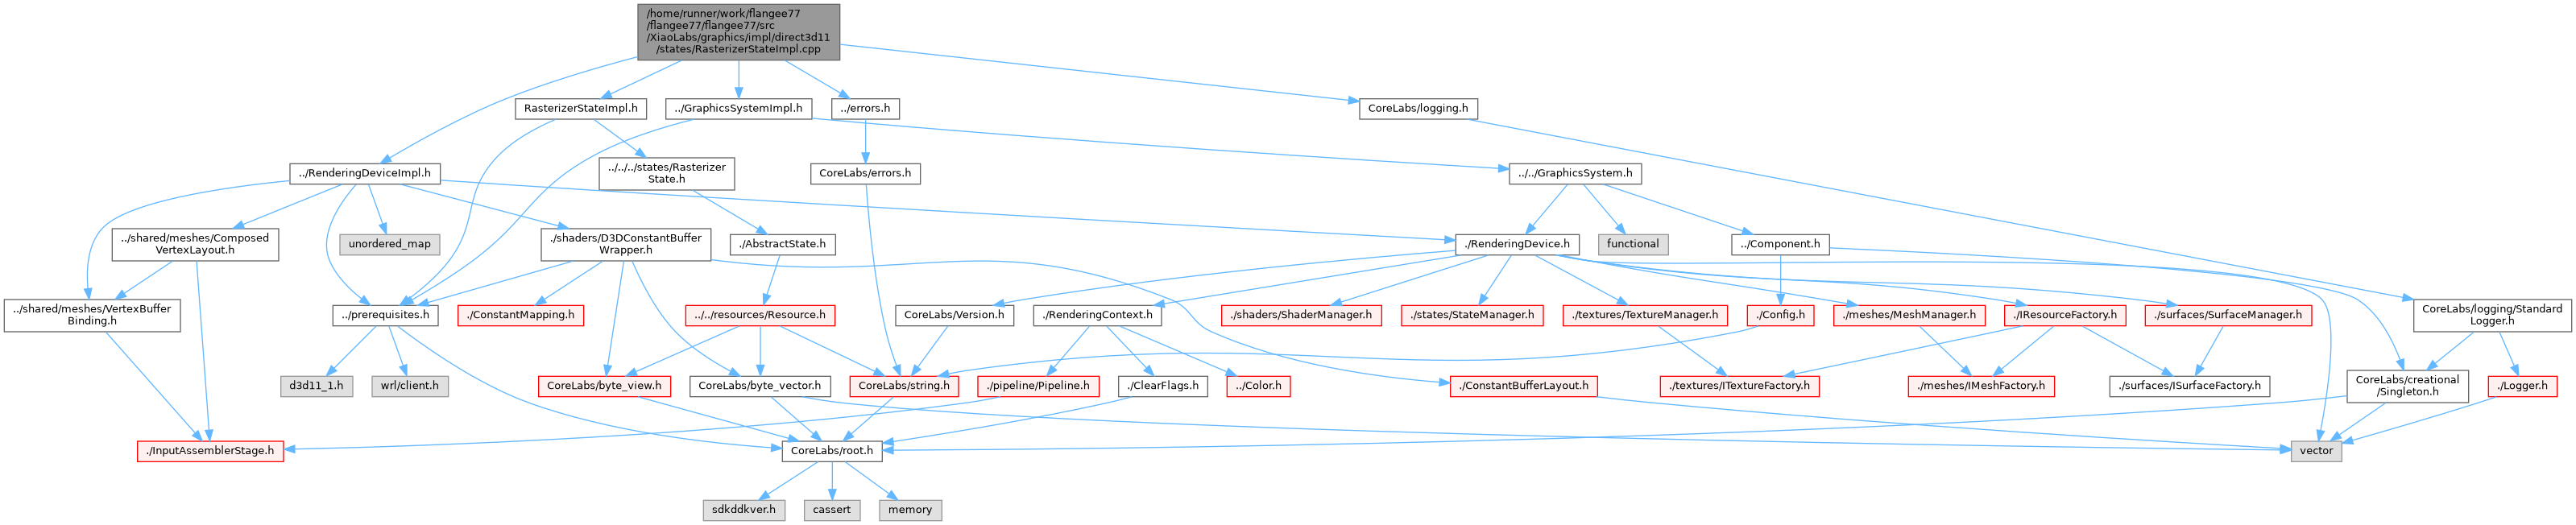 /home/runner/work/flangee77
/flangee77/flangee77/src
/XiaoLabs/graphics/impl/direct3d11
/states/RasterizerStateImpl.cpp
RasterizerStateImpl.h
../GraphicsSystemImpl.h
../errors.h
CoreLabs/logging.h
../RenderingDeviceImpl.h
../../../states/Rasterizer
State.h
CoreLabs/errors.h
../../GraphicsSystem.h
../shared/meshes/Composed
VertexLayout.h
unordered_map
./shaders/D3DConstantBuffer
Wrapper.h
./AbstractState.h
./RenderingDevice.h
functional
../Component.h
../shared/meshes/VertexBuffer
Binding.h
../prerequisites.h
./ConstantMapping.h
../../resources/Resource.h
CoreLabs/Version.h
./RenderingContext.h
./shaders/ShaderManager.h
./states/StateManager.h
./textures/TextureManager.h
./Config.h
./meshes/MeshManager.h
./IResourceFactory.h
./surfaces/SurfaceManager.h
CoreLabs/logging/Standard
Logger.h
d3d11_1.h
wrl/client.h
CoreLabs/byte_view.h
CoreLabs/byte_vector.h
CoreLabs/string.h
./pipeline/Pipeline.h
./ClearFlags.h
../Color.h
./ConstantBufferLayout.h
./textures/ITextureFactory.h
./meshes/IMeshFactory.h
./surfaces/ISurfaceFactory.h
CoreLabs/creational
/Singleton.h
./Logger.h
./InputAssemblerStage.h
CoreLabs/root.h
vector
sdkddkver.h
cassert
memory